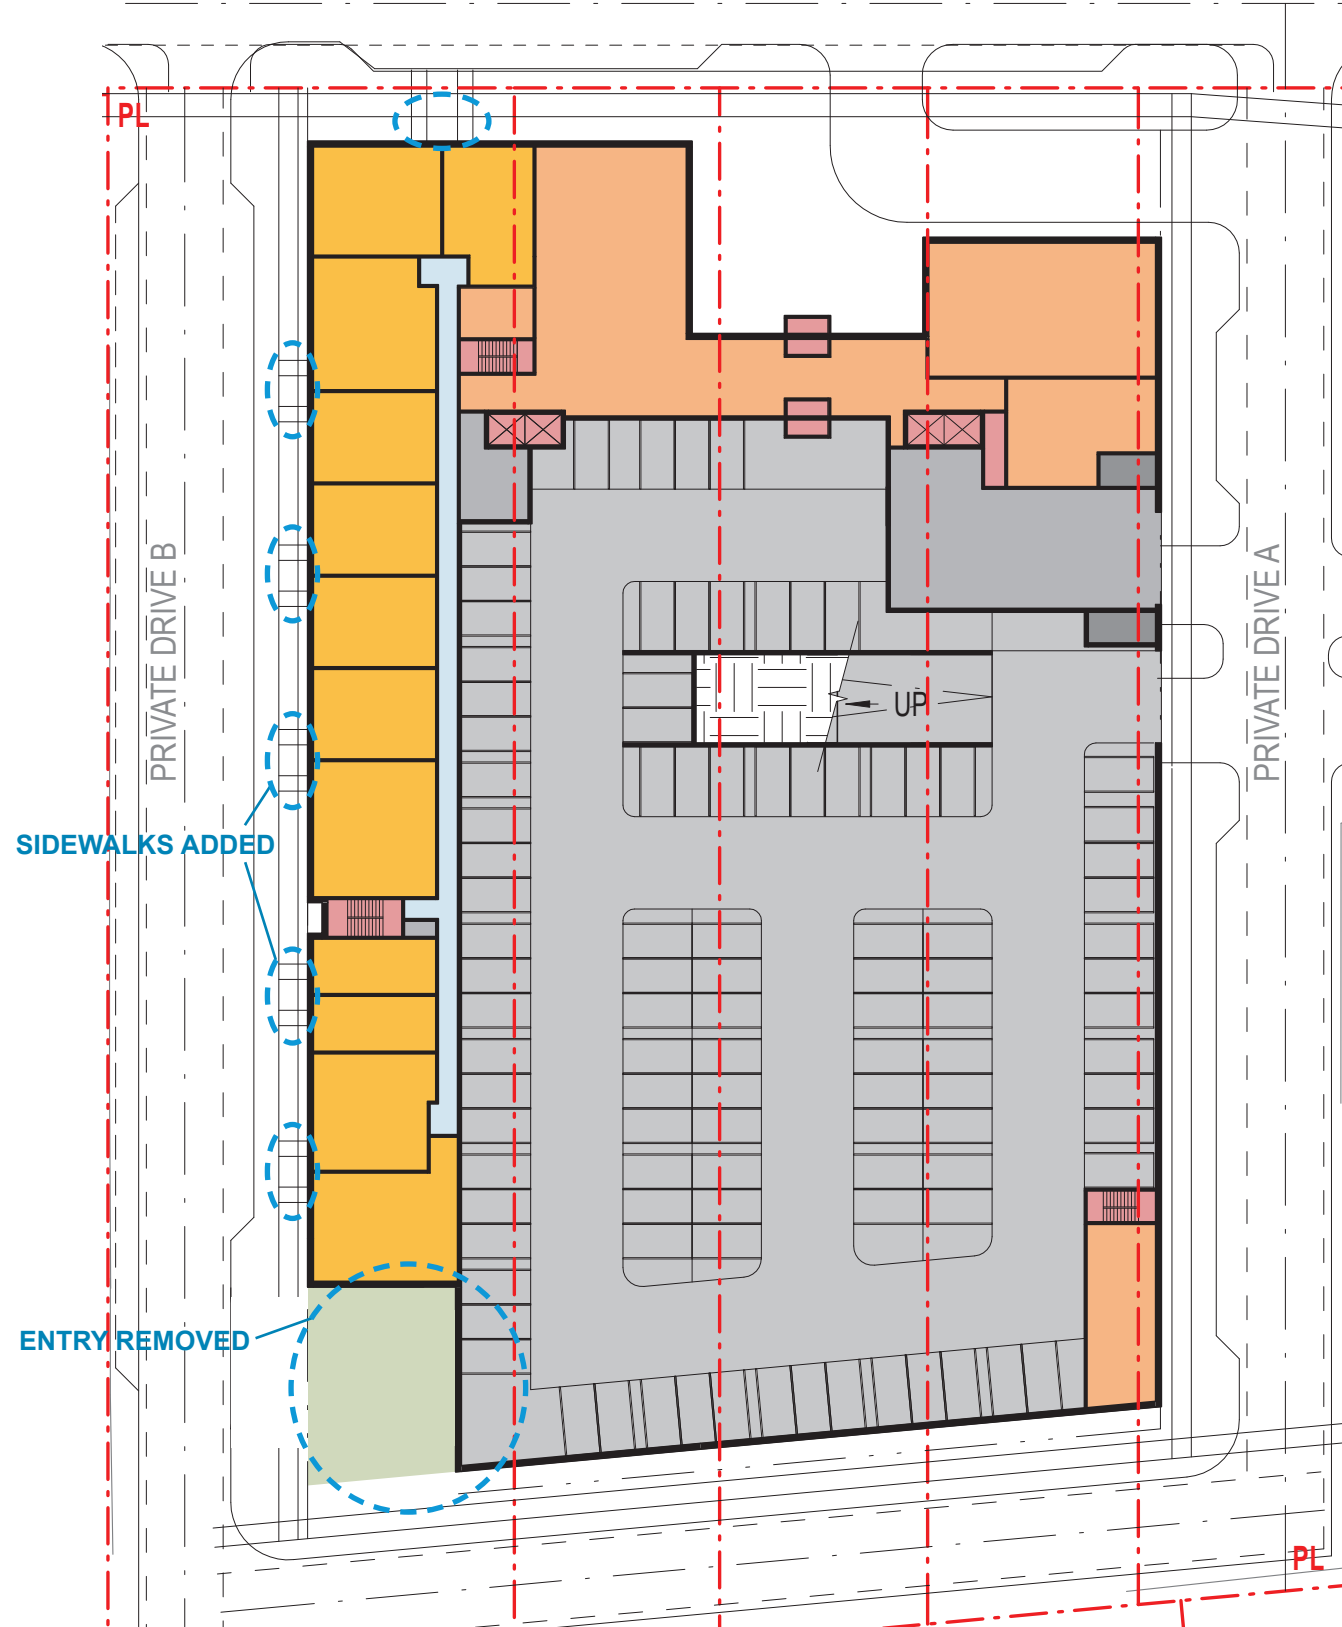 PL
PRIVATE DRIVE B
PRIVATE DRIVE A
UP
SIDEWALKS ADDED
ENTRY REMOVED
PL